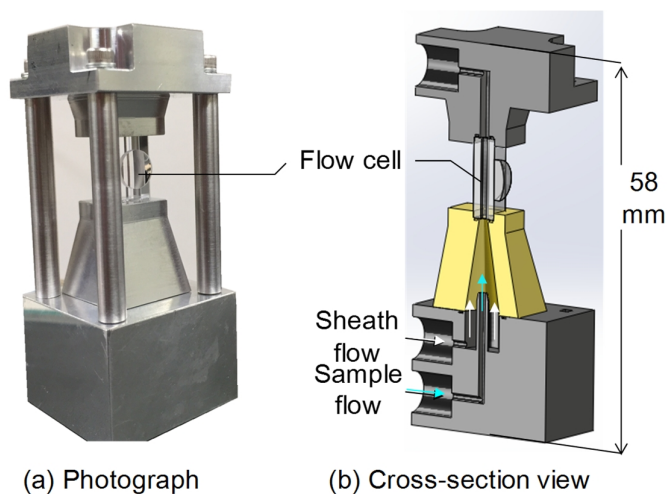 Flow cell
58
mm
Sheath
flow
Sample
flow
(a) Photograph
(b) Cross-section view